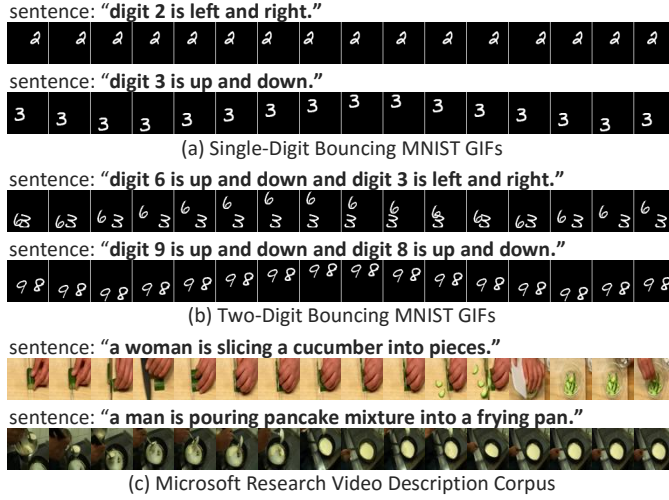 sentence: “digit 2 is left and right.”
sentence: “digit 3 is up and down.”
(a) Single-Digit Bouncing MNIST GIFs
sentence: “digit 6 is up and down and digit 3 is left and right.”
sentence: “digit 9 is up and down and digit 8 is up and down.”
(b) Two-Digit Bouncing MNIST GIFs
sentence: “a woman is slicing a cucumber into pieces.”
sentence: “a man is pouring pancake mixture into a frying pan.”
(c) Microsoft Research Video Description Corpus